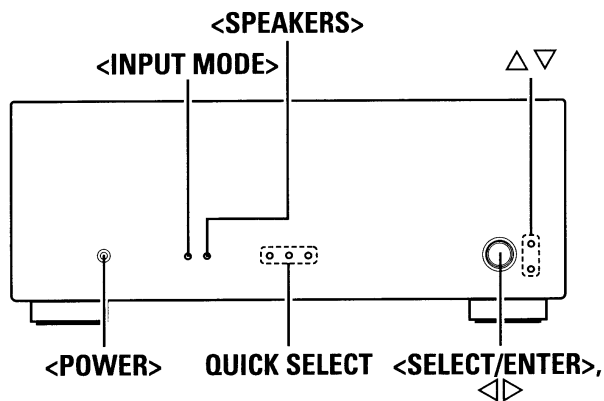 <SPEAKERS>
<INPUT MODE>
△ ▽
<POWER>
QUICK SELECT
<SELECT/ENTER>,
◁ ▷